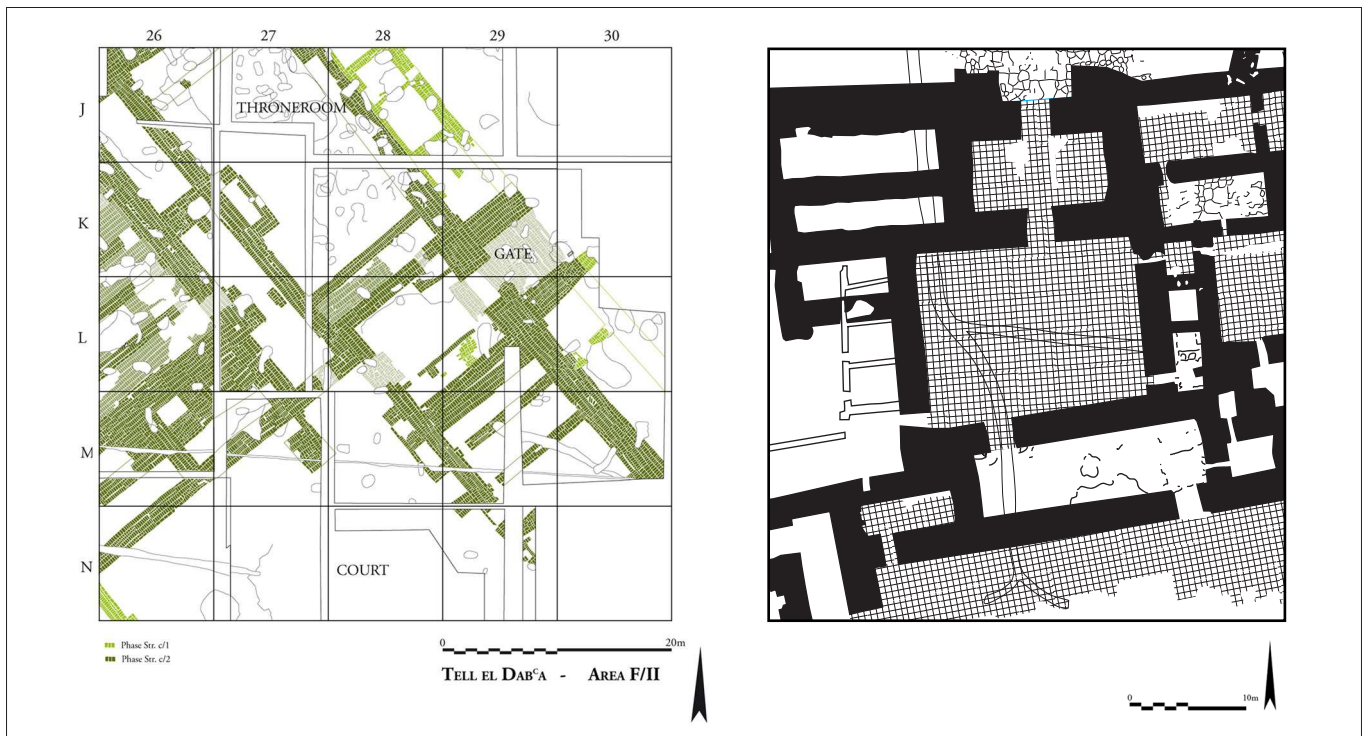 26 27 28 29 30
J
THRONEROOM
K
GATE
L
M
N
COURT
Phase Str. c/1
Phase Str. c/2
0 20m
TELL EL DABᶜA - AREA F/II
0 10m